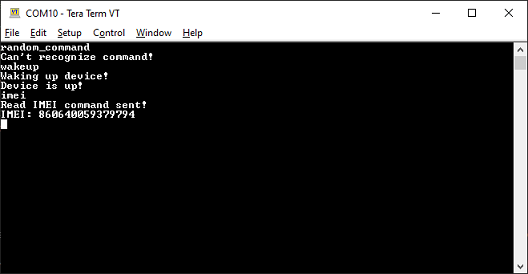 COM10 - Tera Term VT
File Edit Setup Control Window Help
random_command
Can't recognize command!
wakeup
Waking up device!
Device is up!
imei
Read IMEI command sent!
IMEI: 860640059379794